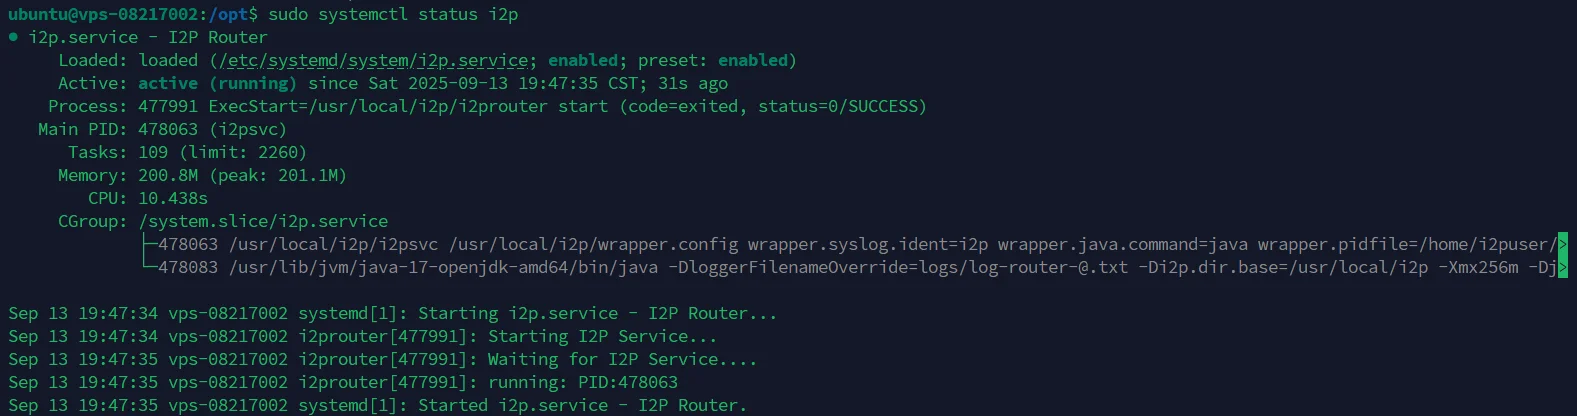 ubuntu@vps-08217002:/opt$ sudo systemctl status i2p
● i2p.service - I2P Router
Loaded: loaded (/etc/systemd/system/i2p.service; enabled; preset: enabled)
Active: active (running) since Sat 2025-09-13 19:47:35 CST; 31s ago
Process: 477991 ExecStart=/usr/local/i2p/i2prouter start (code=exited, status=0/SUCCESS)
Main PID: 478063 (i2psvc)
Tasks: 109 (limit: 2260)
Memory: 200.8M (peak: 201.1M)
CPU: 10.438s
CGroup: /system.slice/i2p.service
├─478063 /usr/local/i2p/i2psvc /usr/local/i2p/wrapper.config wrapper.syslog.ident=i2p wrapper.java.command=java wrapper.pidfile=/home/i2puser/>
└─478083 /usr/lib/jvm/java-17-openjdk-amd64/bin/java -DloggerFilenameOverride=logs/log-router-@.txt -Di2p.dir.base=/usr/local/i2p -Xmx256m -Dj>
Sep 13 19:47:34 vps-08217002 systemd[1]: Starting i2p.service - I2P Router...
Sep 13 19:47:34 vps-08217002 i2prouter[477991]: Starting I2P Service...
Sep 13 19:47:35 vps-08217002 i2prouter[477991]: Waiting for I2P Service....
Sep 13 19:47:35 vps-08217002 i2prouter[477991]: running: PID:478063
Sep 13 19:47:35 vps-08217002 systemd[1]: Started i2p.service - I2P Router.